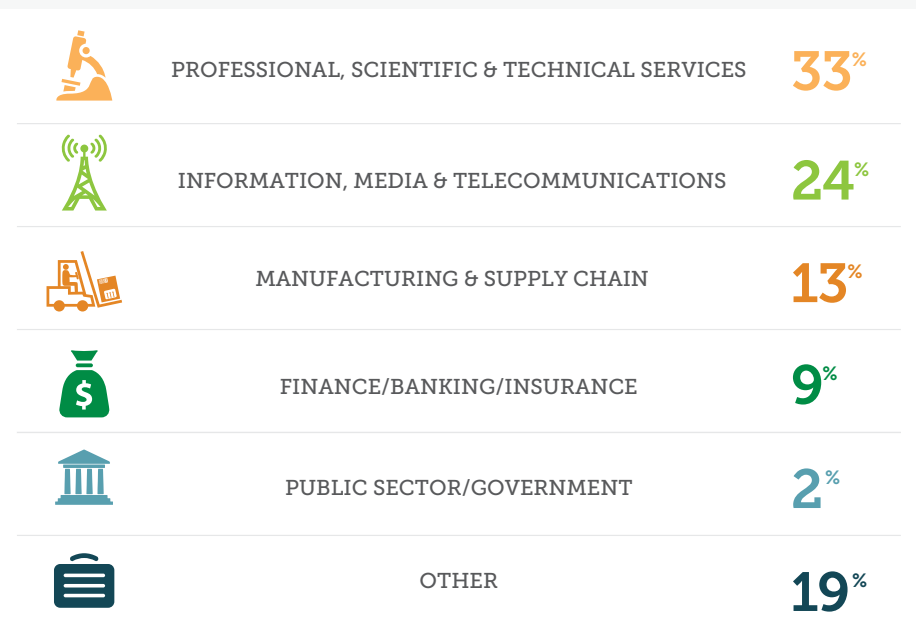 PROFESSIONAL, SCIENTIFIC & TECHNICAL SERVICES 33%
INFORMATION, MEDIA & TELECOMMUNICATIONS 24%
MANUFACTURING & SUPPLY CHAIN 13%
$ FINANCE/BANKING/INSURANCE 9%
PUBLIC SECTOR/GOVERNMENT 2%
OTHER 19%